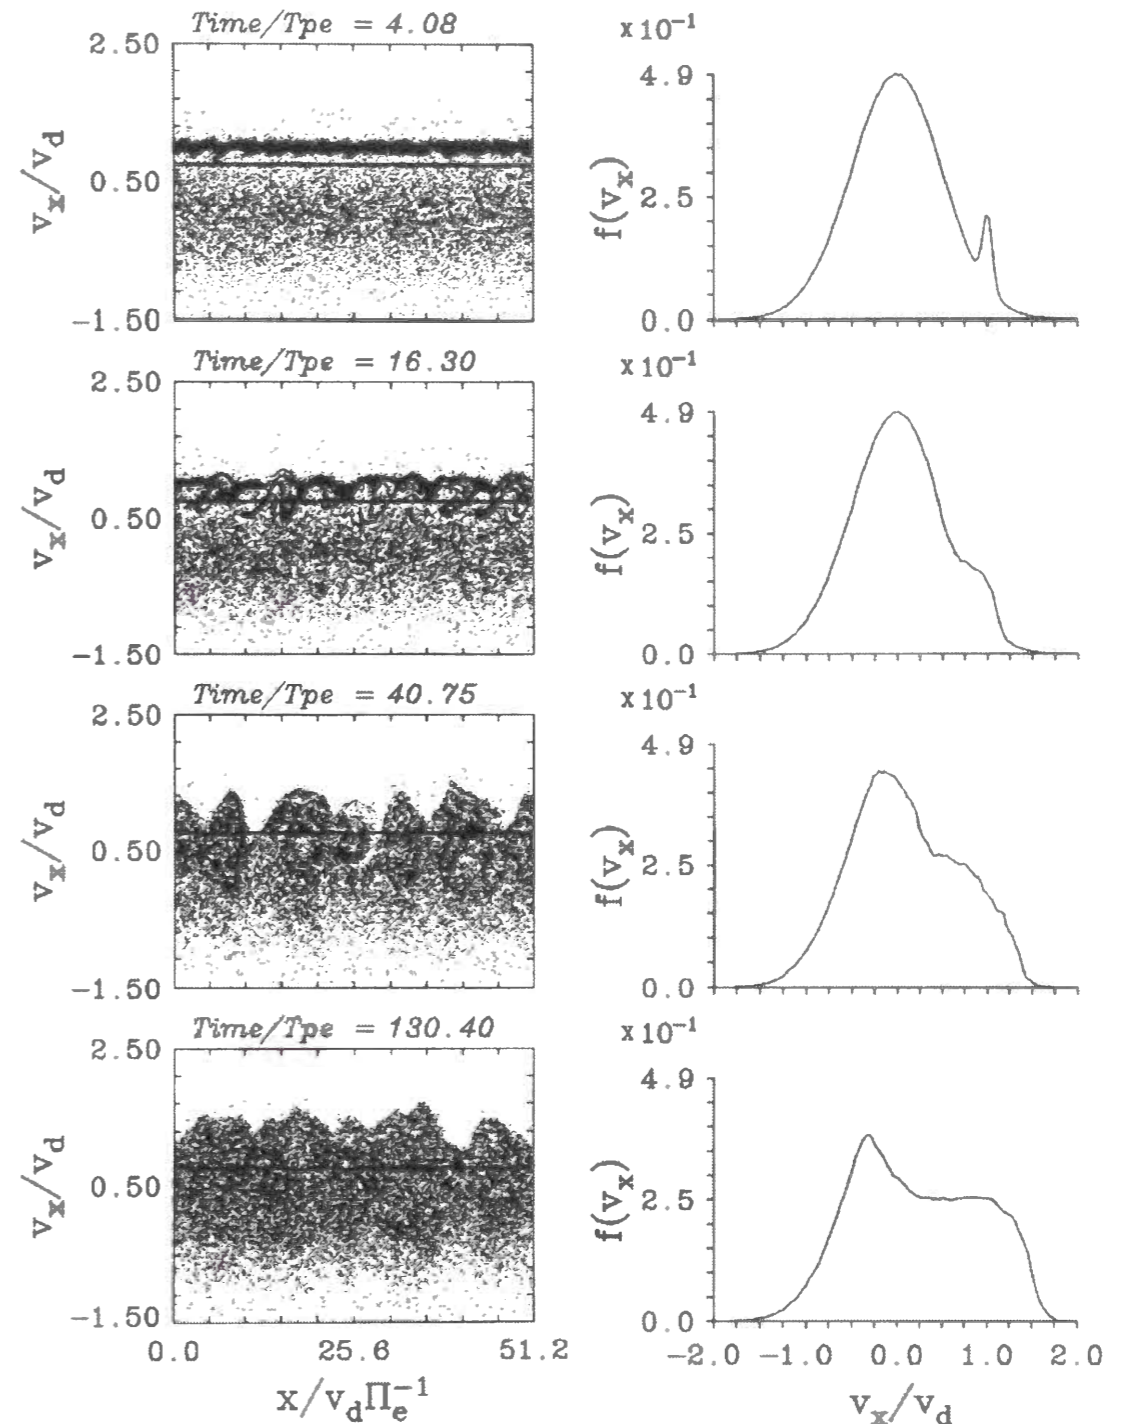 Time/Tpe = 4.08
2.50
0.50
-1.50
v_x/v_d
x10⁻¹
4.9
2.5
0.0
f(v_x)
Time/Tpe = 16.30
2.50
0.50
-1.50
v_x/v_d
x10⁻¹
4.9
2.5
0.0
f(v_x)
Time/Tpe = 40.75
2.50
0.50
-1.50
v_x/v_d
x10⁻¹
4.9
2.5
0.0
f(v_x)
Time/Tpe = 130.40
2.50
0.50
-1.50
v_x/v_d
x10⁻¹
4.9
2.5
0.0
f(v_x)
0.0 25.6 51.2
x/v_dΠ_e⁻¹
-2.0 -1.0 0.0 1.0 2.0
v_x/v_d